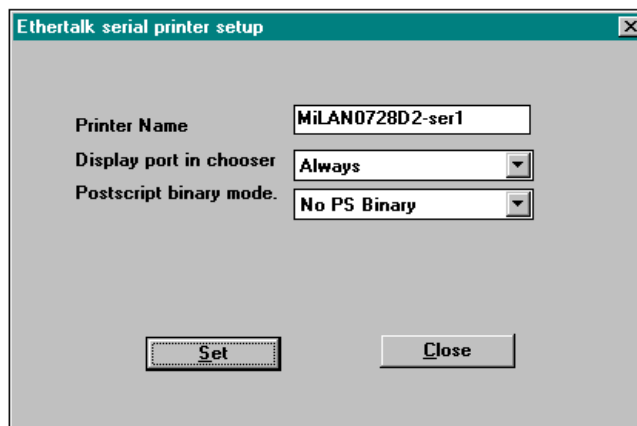 Ethertalk serial printer setup
Printer Name MiLAN0728D2-ser1
Display port in chooser Always
Postscript binary mode. No PS Binary
Set Close